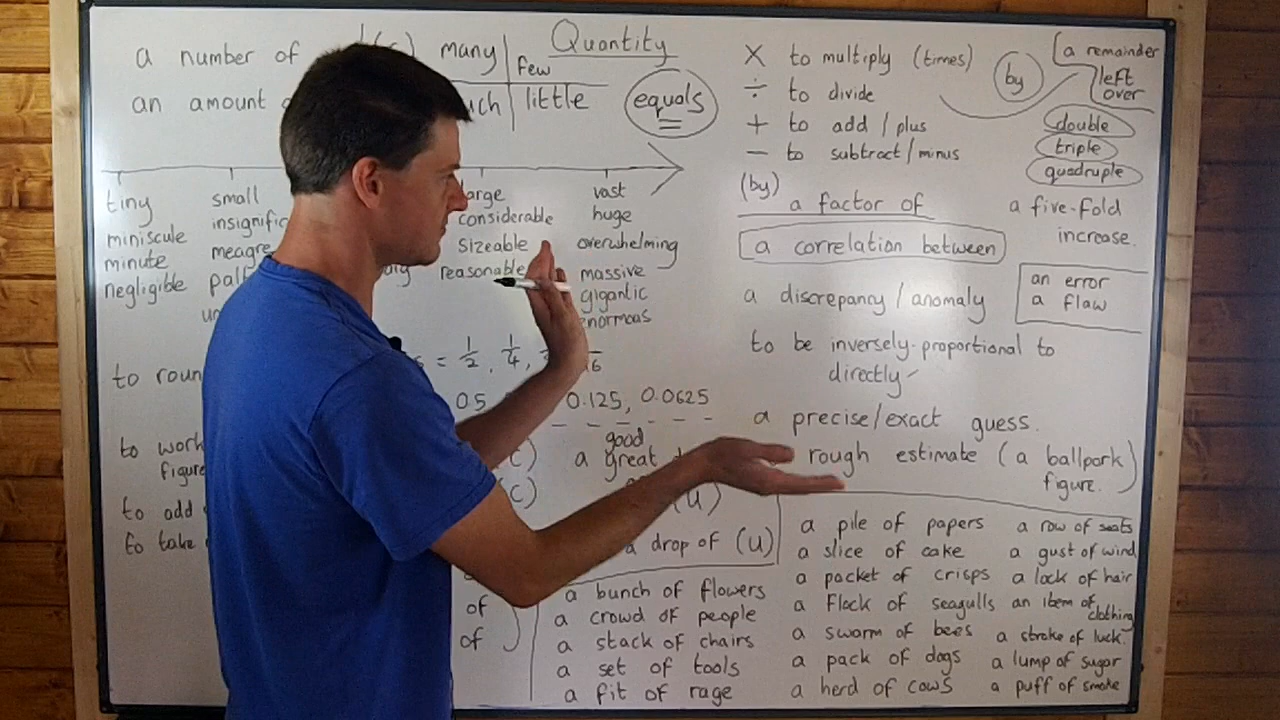 Quantity
a number of (c) many few
an amount much little
equals
tiny
miniscule
minute
negligible
small
insignific
meagre
large
considerable
sizeable
reasonable
vast
huge
overwhelming
massive
gigantic
enormous
= 1/2, 1/4,
0.5 0.125, 0.0625
to roun
to work
figure
to add
to take
(c)
(c)
good
a great
(u)
a drop of (u)
of
of
× to multiply (times)
÷ to divide
+ to add / plus
− to subtract / minus
by
a remainder
left
over
double
triple
quadruple
(by)
a factor of
a five-fold
increase.
a correlation between
an error
a flaw
a discrepancy / anomaly
to be inversely-proportional to
directly
a precise/exact guess.
rough estimate (a ballpark
figure.)
a bunch of flowers
a crowd of people
a stack of chairs
a set of tools
a fit of rage
a pile of papers
a slice of cake
a packet of crisps
a flock of seagulls
a swarm of bees
a pack of dogs
a herd of cows
a row of seats
a gust of wind
a lock of hair
an item of
clothing
a stroke of luck.
a lump of sugar
a puff of smoke